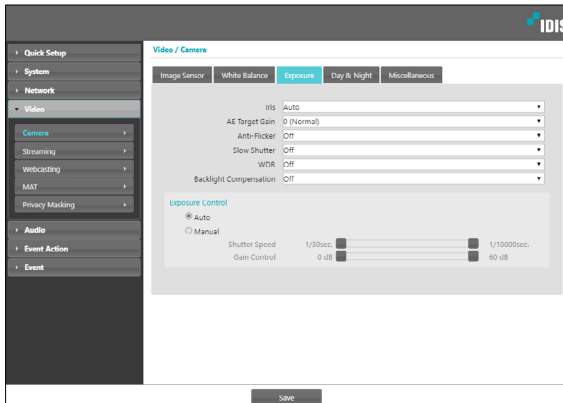 IDIS
Quick Setup
System
Network
Video
Camera
Streaming
Webcasting
MAT
Privacy Masking
Audio
Event Action
Event
Video / Camera
Image Sensor White Balance Exposure Day & Night Miscellaneous
Iris Auto
AE Target Gain 0 (Normal)
Anti-Flicker Off
Slow Shutter Off
WDR Off
Backlight Compensation Off
Exposure Control
Auto
Manual
Shutter Speed 1/30sec. 1/10000sec.
Gain Control 0 dB 60 dB
Save